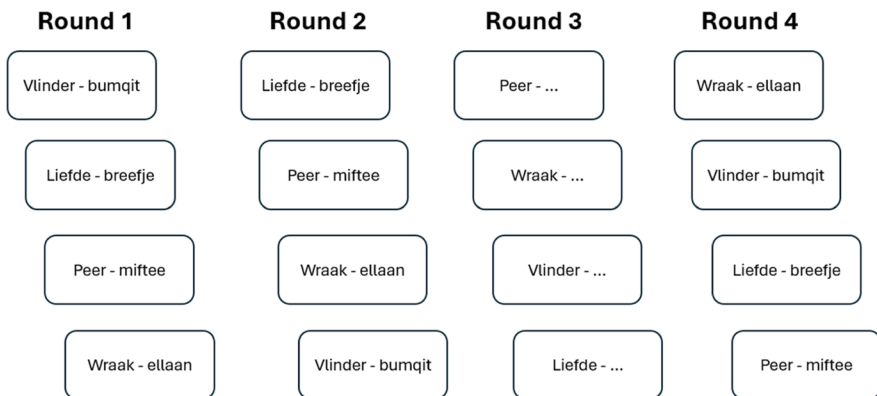 Round 1
Vlinder - bumqit
Liefde - breefje
Peer - miftee
Wraak - ellaan
Round 2
Liefde - breefje
Peer - miftee
Wraak - ellaan
Vlinder - bumqit
Round 3
Peer - ...
Wraak - ...
Vlinder - ...
Liefde - ...
Round 4
Wraak - ellaan
Vlinder - bumqit
Liefde - breefje
Peer - miftee